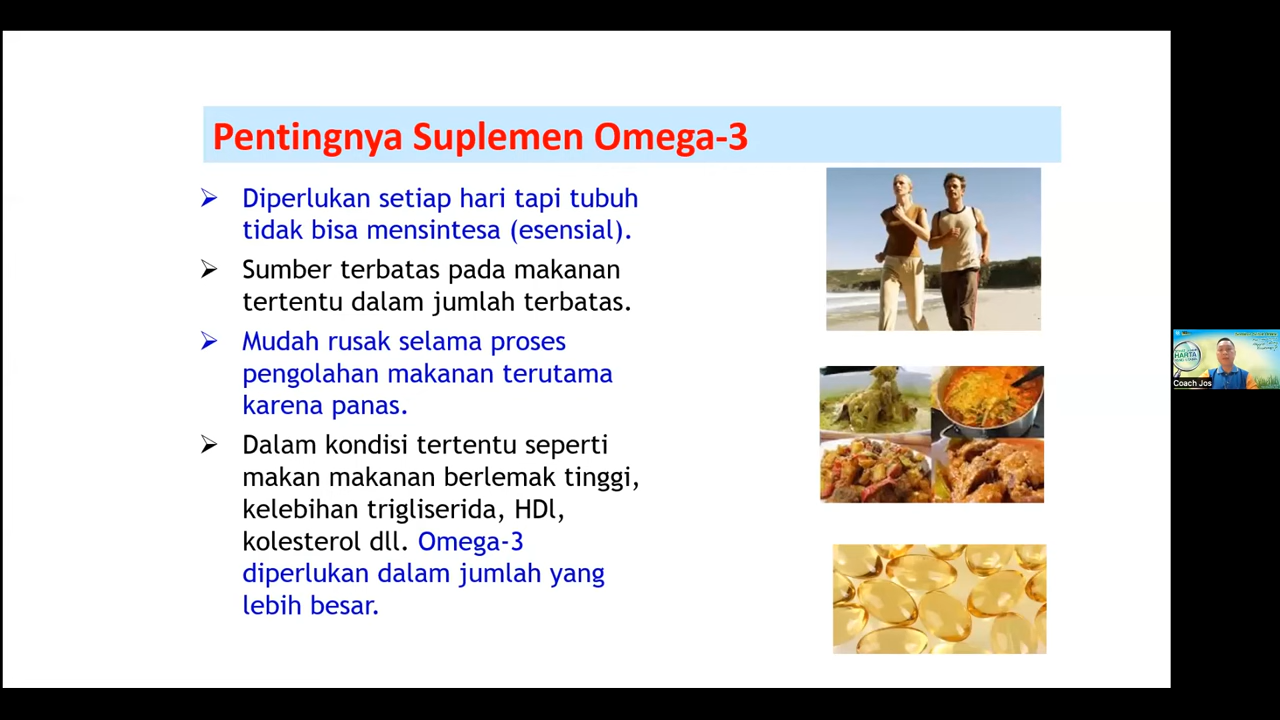 Pentingnya Suplemen Omega-3
➢ Diperlukan setiap hari tapi tubuh
tidak bisa mensintesa (esensial).
➢ Sumber terbatas pada makanan
tertentu dalam jumlah terbatas.
➢ Mudah rusak selama proses
pengolahan makanan terutama
karena panas.
➢ Dalam kondisi tertentu seperti
makan makanan berlemak tinggi,
kelebihan trigliserida, HDl,
kolesterol dll. Omega-3
diperlukan dalam jumlah yang
lebih besar.
HARTA
Coach Jos